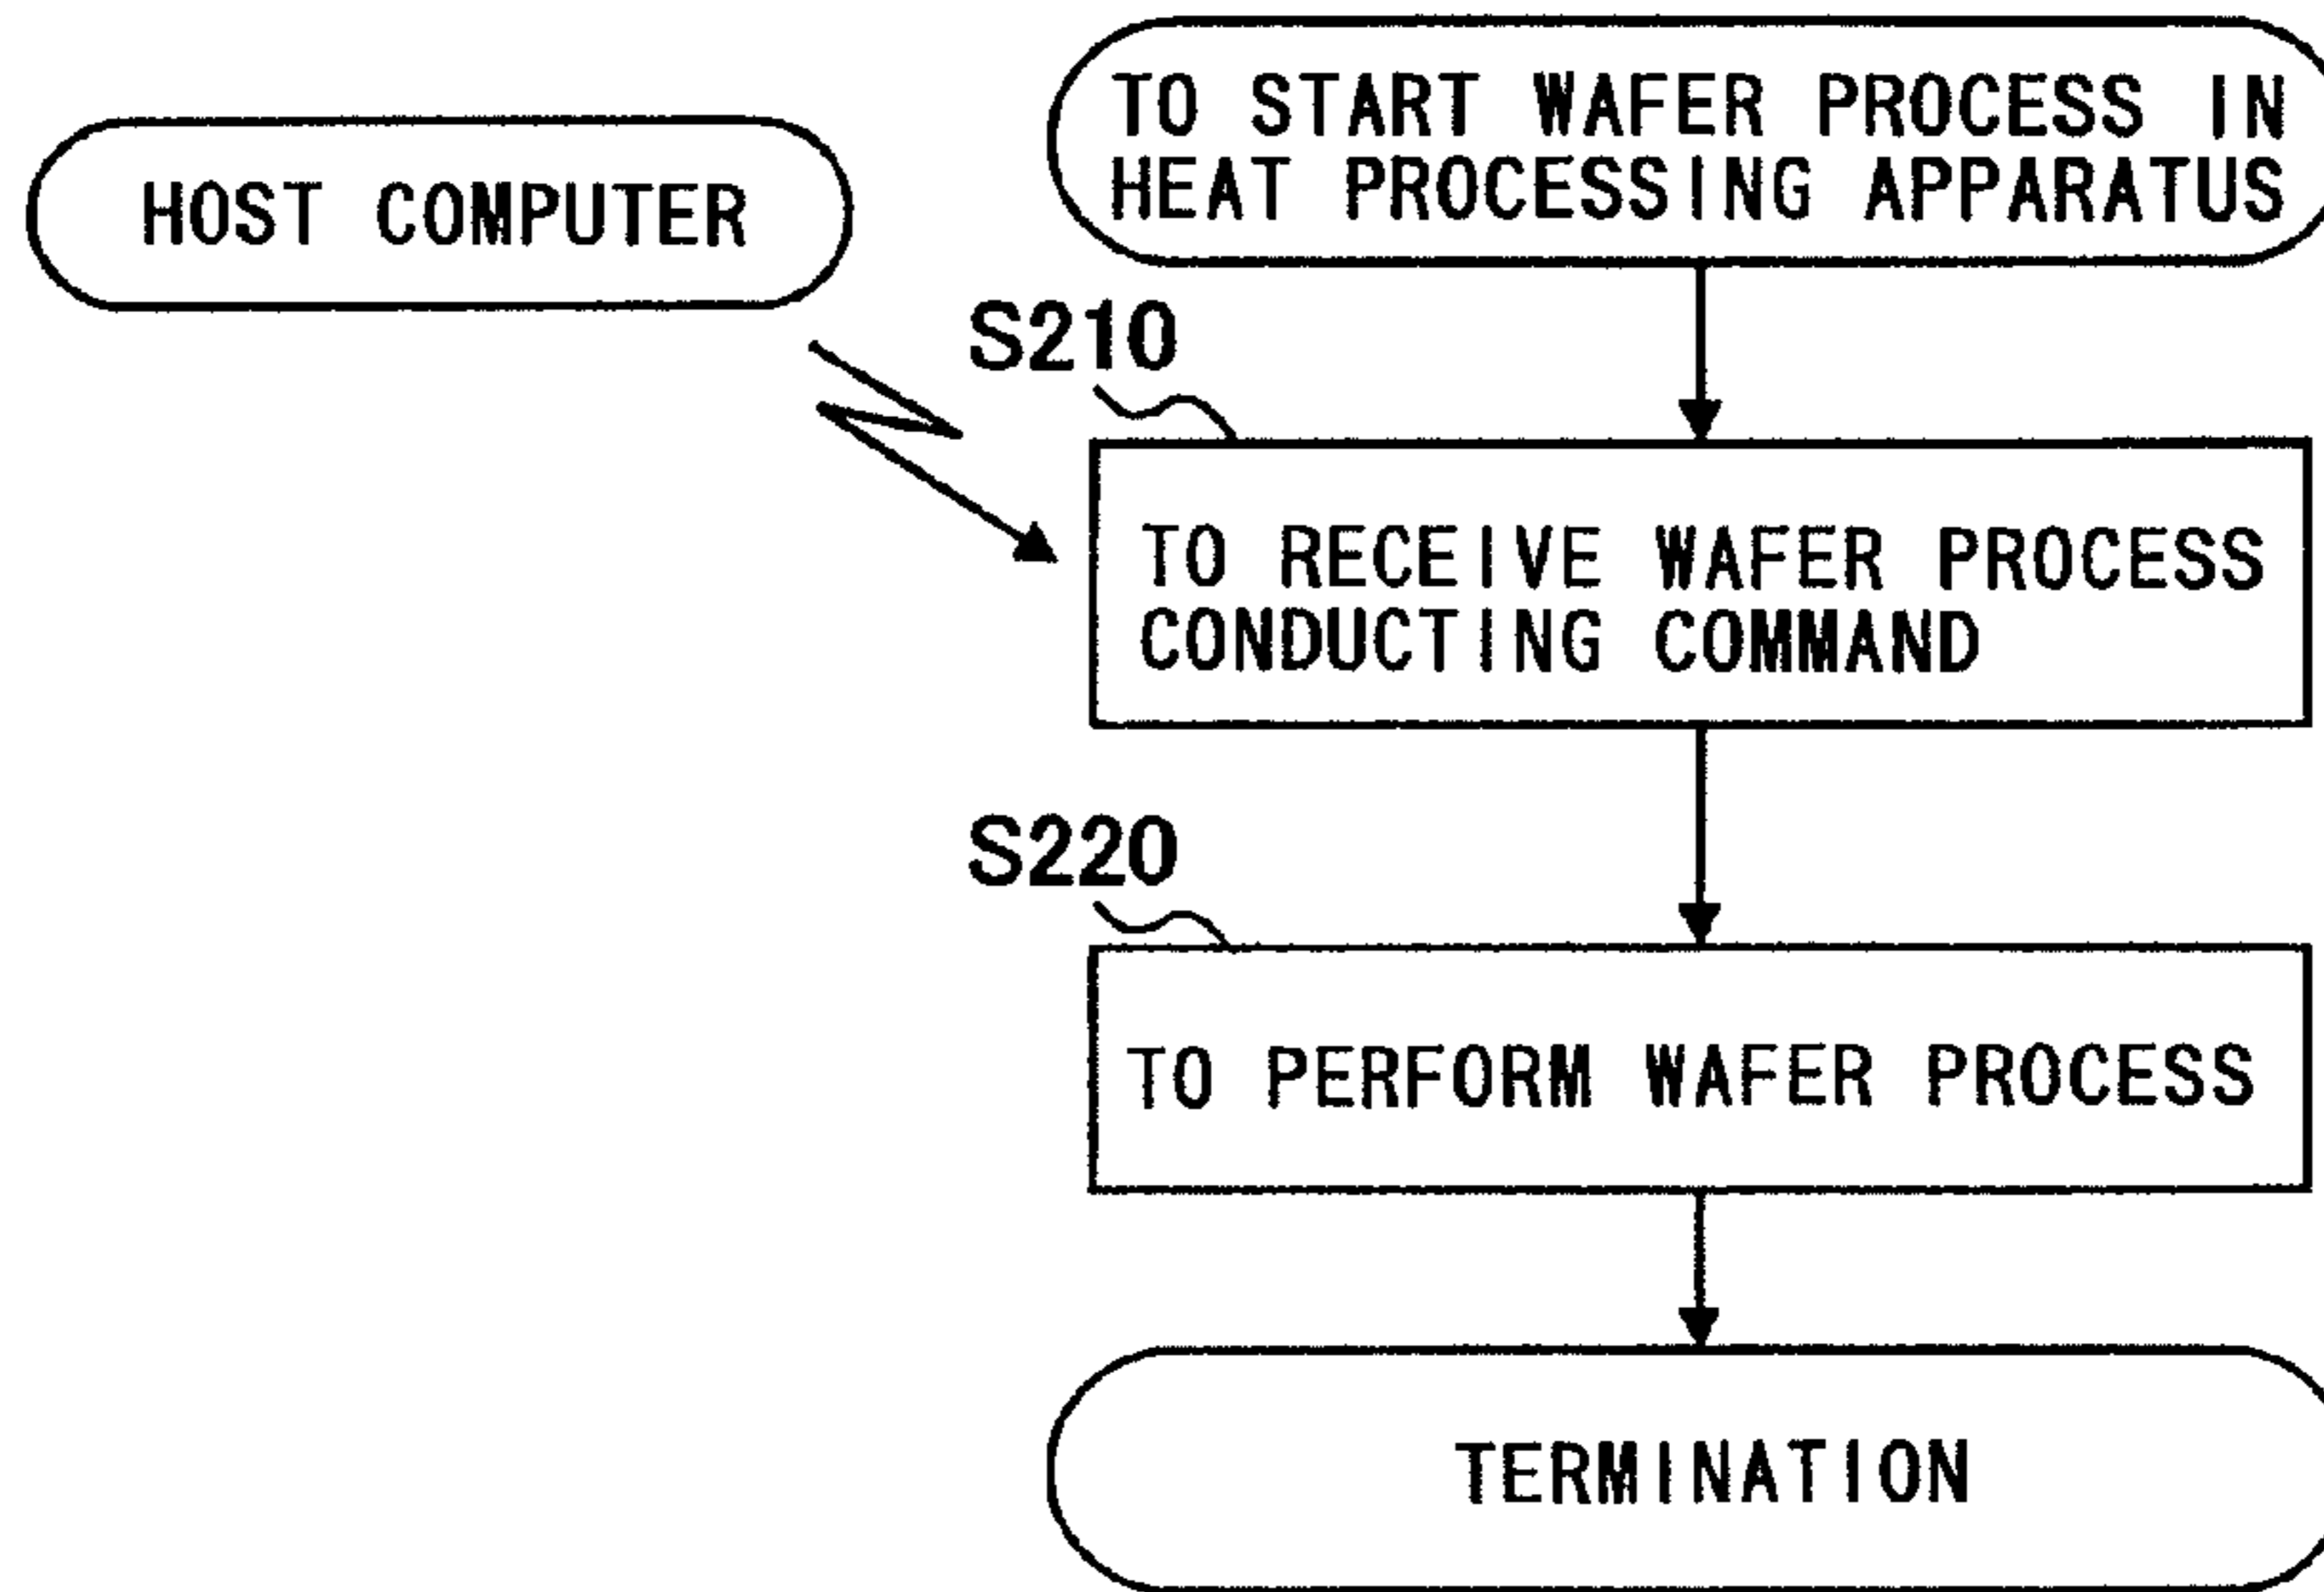 TO START WAFER PROCESS IN
HEAT PROCESSING APPARATUS
HOST COMPUTER
S210
TO RECEIVE WAFER PROCESS
CONDUCTING COMMAND
S220
TO PERFORM WAFER PROCESS
TERMINATION